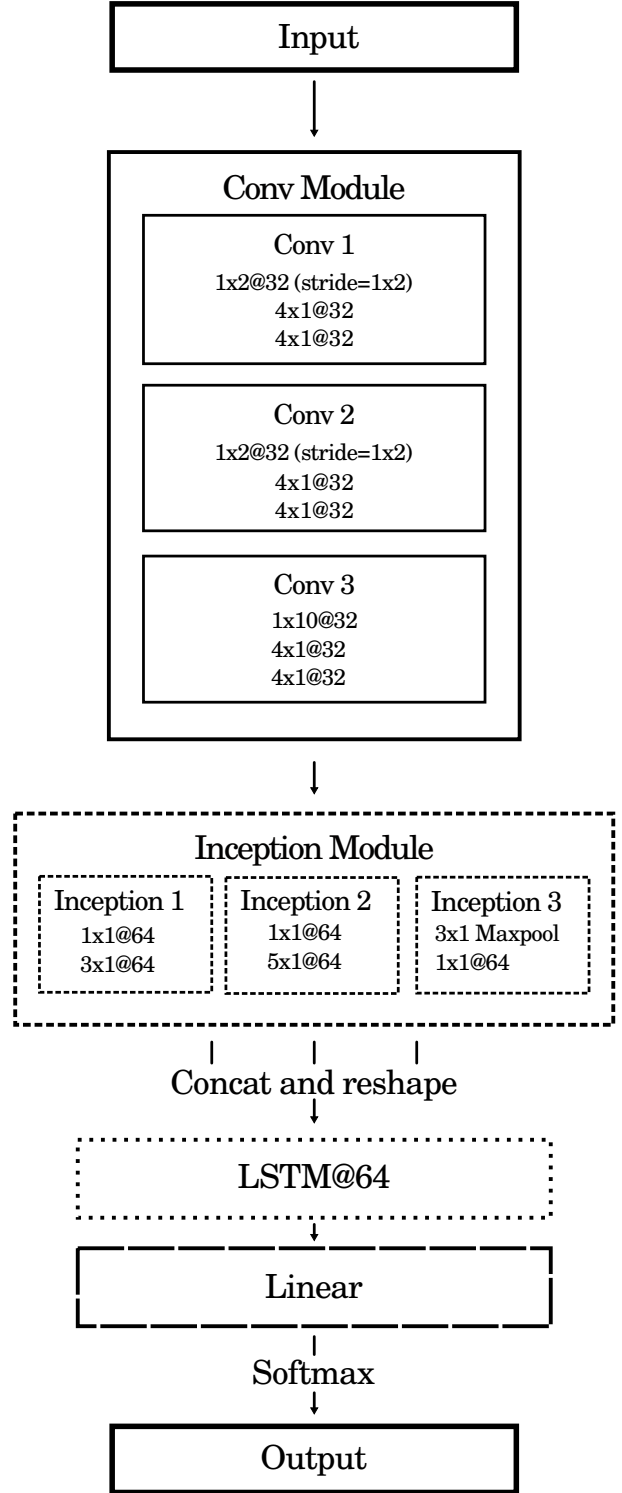 Input
Conv Module
Conv 1
1x2@32 (stride=1x2)
4x1@32
4x1@32
Conv 2
1x2@32 (stride=1x2)
4x1@32
4x1@32
Conv 3
1x10@32
4x1@32
4x1@32
Inception Module
Inception 1
1x1@64
3x1@64
Inception 2
1x1@64
5x1@64
Inception 3
3x1 Maxpool
1x1@64
Concat and reshape
LSTM@64
Linear
Softmax
Output